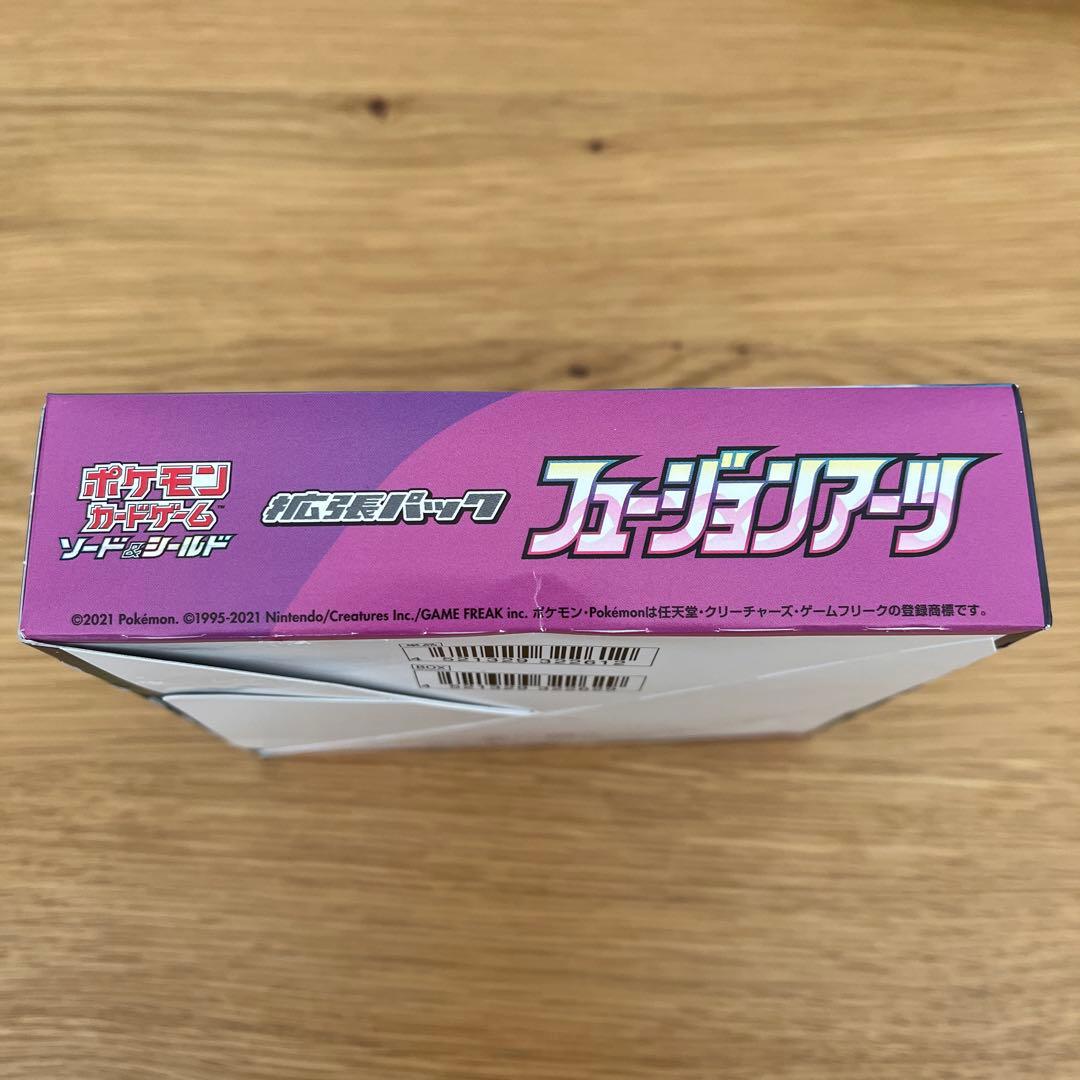 ポケモン
カードゲーム™
ソード&シールド
拡張パック
フュージョンアーツ
©2021 Pokémon. ©1995-2021 Nintendo/Creatures Inc./GAME FREAK inc. ポケモン・Pokémonは任天堂・クリーチャーズ・ゲームフリークの登録商標です。
BOX